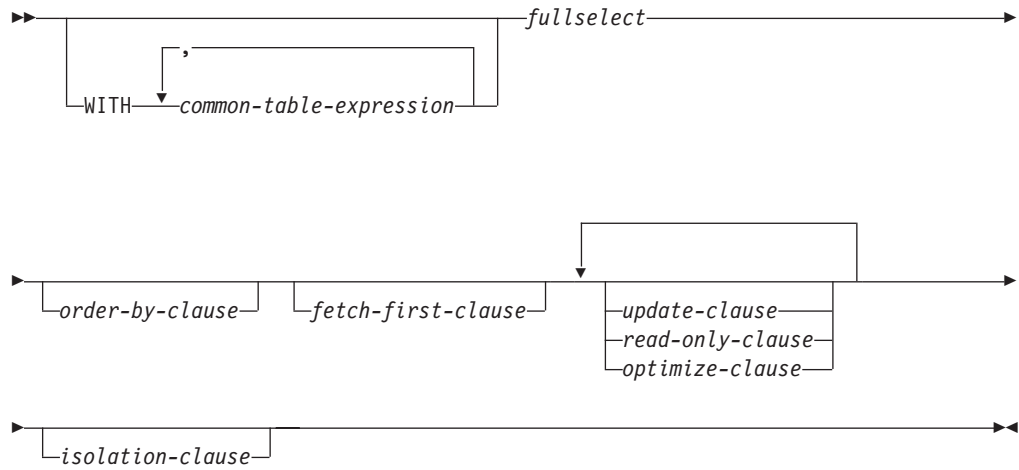 fullselect
,
WITH common-table-expression
order-by-clause fetch-first-clause update-clause
read-only-clause
optimize-clause
isolation-clause